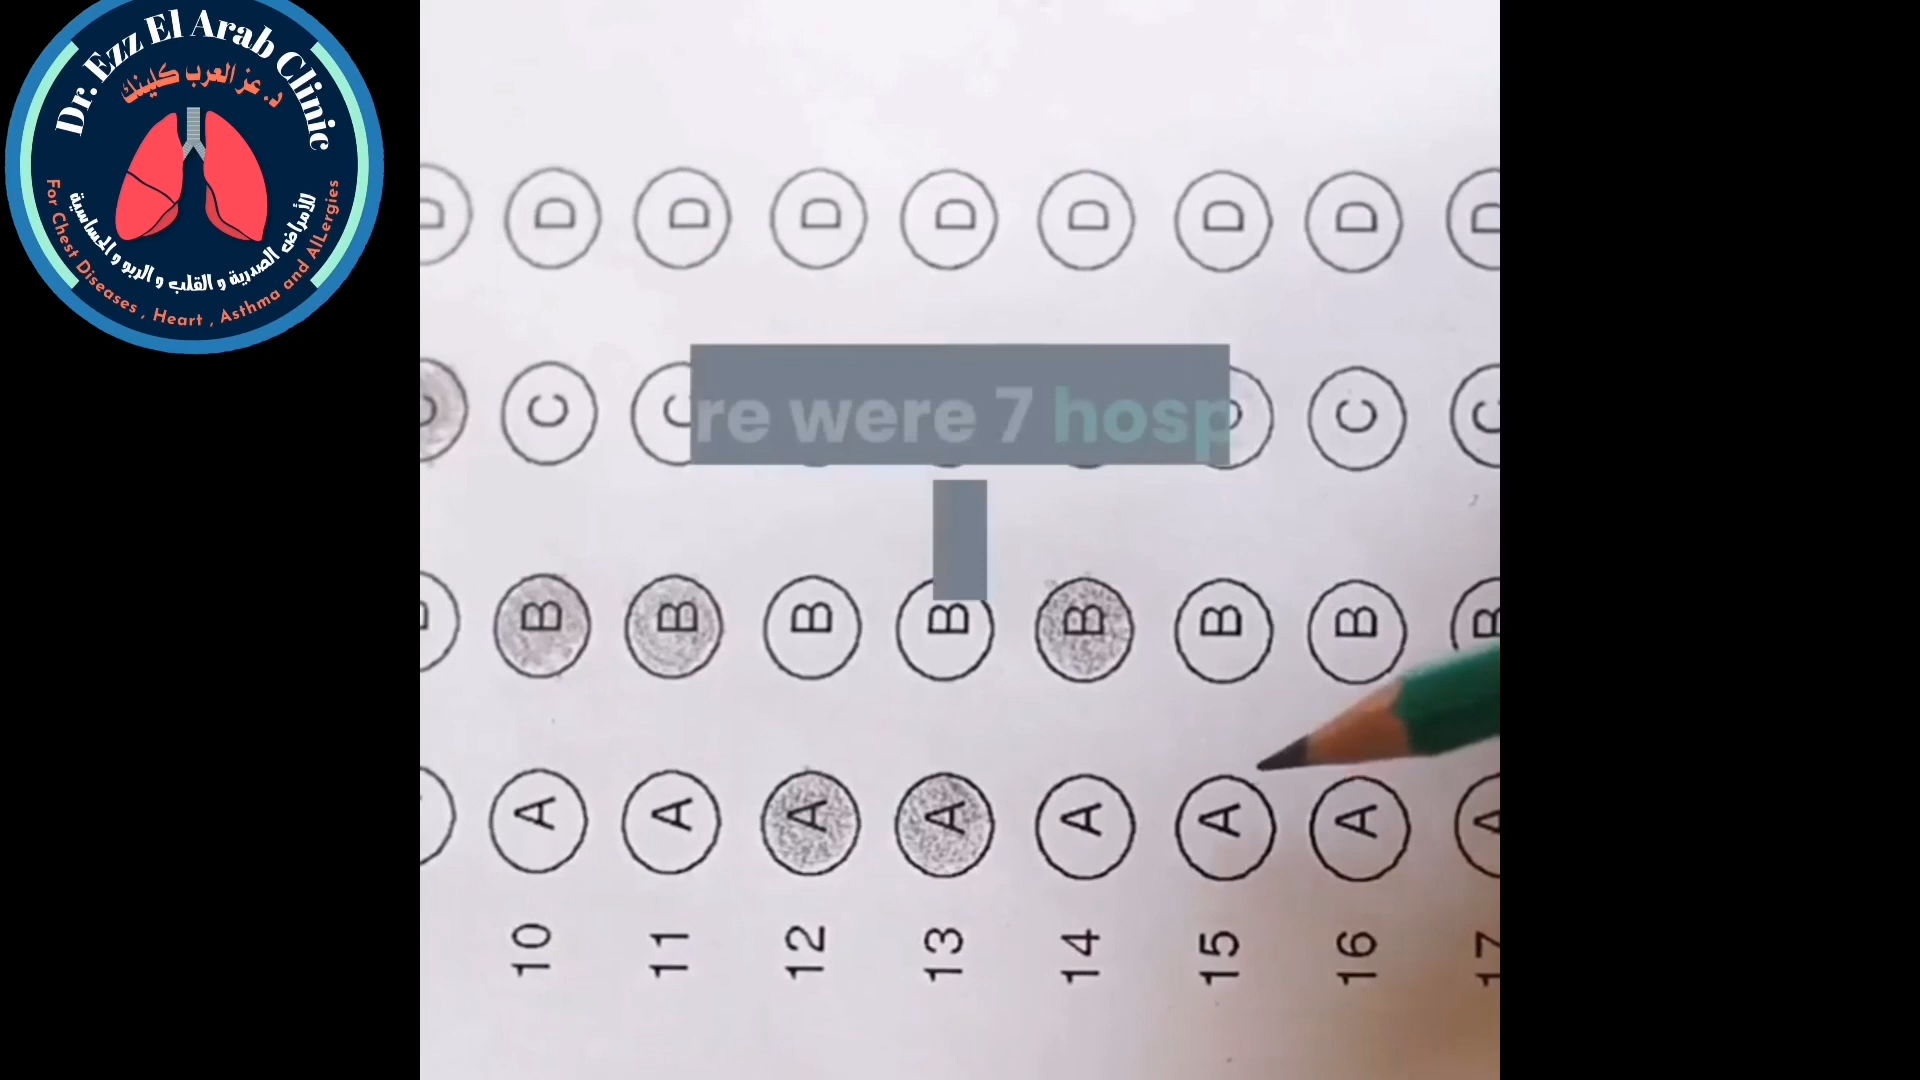 Dr. Ezz El Arab Clinic
د. عز العرب كلينك
للأمراض الصدرية و القلب و الربو و الحساسية
For Chest Diseases , Heart , Asthma and AlLergies
D D D D D D D D D
C C C C C
re were 7 hosp
B B B B B B B B
A A A A A A A A
10 11 12 13 14 15 16 17